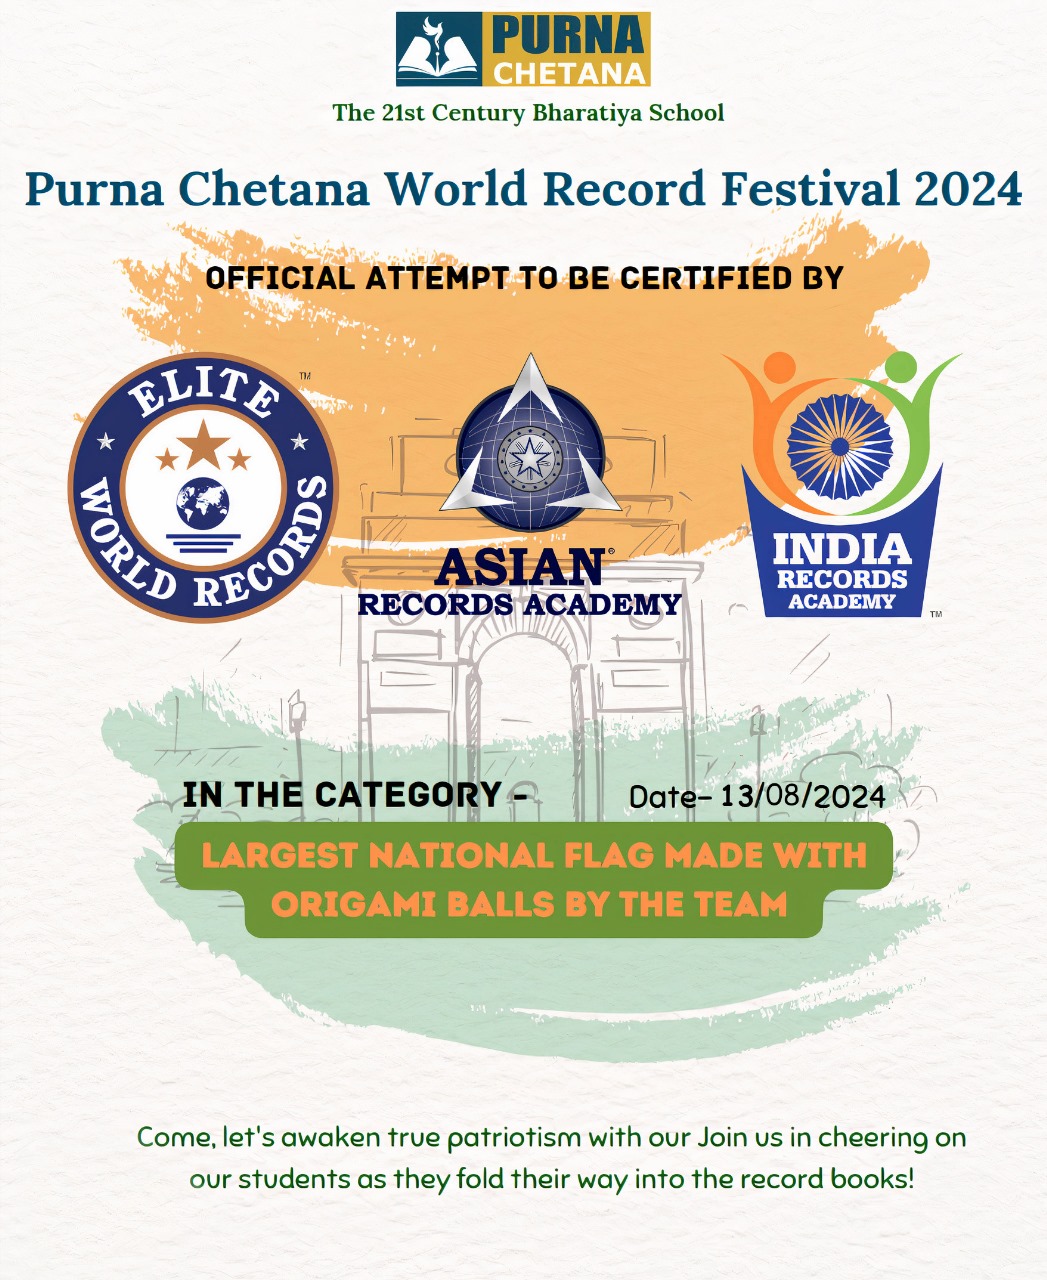 PURNA
CHETANA
The 21st Century Bharatiya School
Purna Chetana World Record Festival 2024
OFFICIAL ATTEMPT TO BE CERTIFIED BY
ELITE
WORLD RECORDS
TM
ASIAN®
RECORDS ACADEMY
INDIA
RECORDS
ACADEMY
TM
IN THE CATEGORY -
Date- 13/08/2024
LARGEST NATIONAL FLAG MADE WITH
ORIGAMI BALLS BY THE TEAM
Come, let's awaken true patriotism with our Join us in cheering on
our students as they fold their way into the record books!